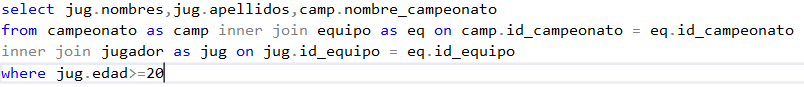 select jug.nombres,jug.apellidos,camp.nombre_campeonato
from campeonato as camp inner join equipo as eq on camp.id_campeonato = eq.id_campeonato
inner join jugador as jug on jug.id_equipo = eq.id_equipo
where jug.edad>=20